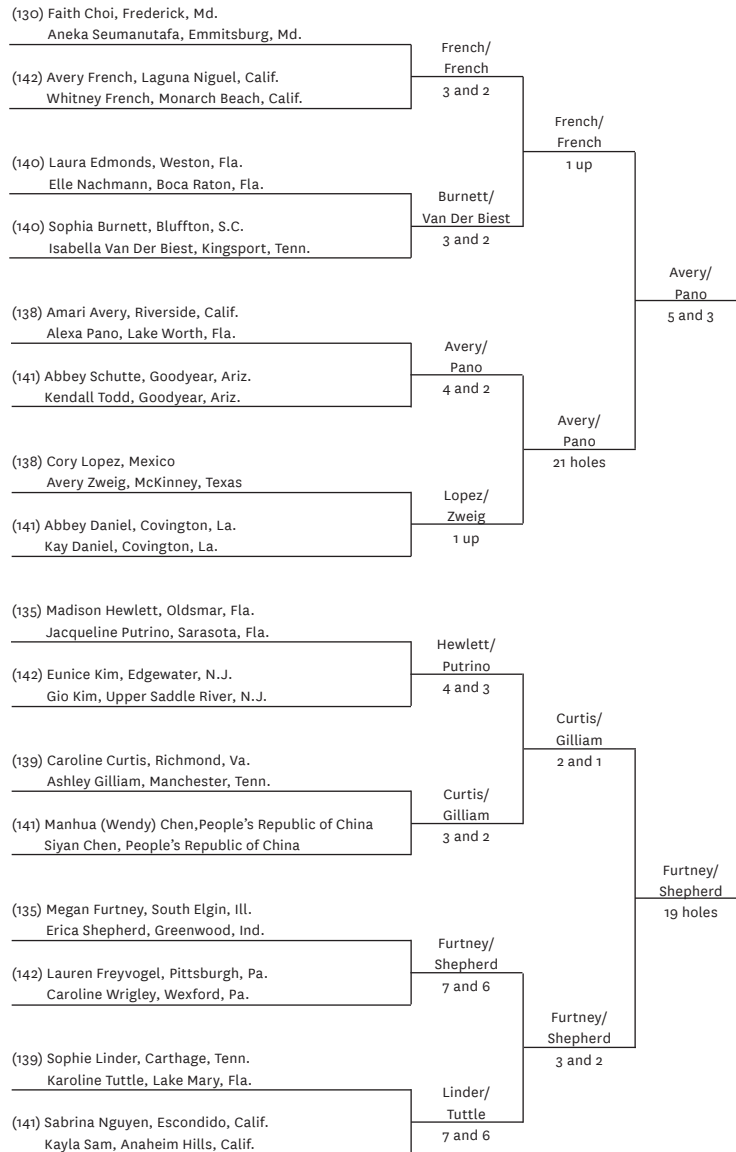 (130) Faith Choi, Frederick, Md.
Aneka Seumanutafa, Emmitsburg, Md.
(142) Avery French, Laguna Niguel, Calif.
Whitney French, Monarch Beach, Calif.
(140) Laura Edmonds, Weston, Fla.
Elle Nachmann, Boca Raton, Fla.
(140) Sophia Burnett, Bluffton, S.C.
Isabella Van Der Biest, Kingsport, Tenn.
(138) Amari Avery, Riverside, Calif.
Alexa Pano, Lake Worth, Fla.
(141) Abbey Schutte, Goodyear, Ariz.
Kendall Todd, Goodyear, Ariz.
(138) Cory Lopez, Mexico
Avery Zweig, McKinney, Texas
(141) Abbey Daniel, Covington, La.
Kay Daniel, Covington, La.
(135) Madison Hewlett, Oldsmar, Fla.
Jacqueline Putrino, Sarasota, Fla.
(142) Eunice Kim, Edgewater, N.J.
Gio Kim, Upper Saddle River, N.J.
(139) Caroline Curtis, Richmond, Va.
Ashley Gilliam, Manchester, Tenn.
(141) Manhua (Wendy) Chen,People's Republic of China
Siyan Chen, People's Republic of China
(135) Megan Furtney, South Elgin, Ill.
Erica Shepherd, Greenwood, Ind.
(142) Lauren Freyvogel, Pittsburgh, Pa.
Caroline Wrigley, Wexford, Pa.
(139) Sophie Linder, Carthage, Tenn.
Karoline Tuttle, Lake Mary, Fla.
(141) Sabrina Nguyen, Escondido, Calif.
Kayla Sam, Anaheim Hills, Calif.
French/
French
3 and 2
Burnett/
Van Der Biest
3 and 2
Avery/
Pano
4 and 2
Lopez/
Zweig
1 up
Hewlett/
Putrino
4 and 3
Curtis/
Gilliam
3 and 2
Furtney/
Shepherd
7 and 6
Linder/
Tuttle
7 and 6
French/
French
1 up
Avery/
Pano
21 holes
Curtis/
Gilliam
2 and 1
Furtney/
Shepherd
3 and 2
Avery/
Pano
5 and 3
Furtney/
Shepherd
19 holes